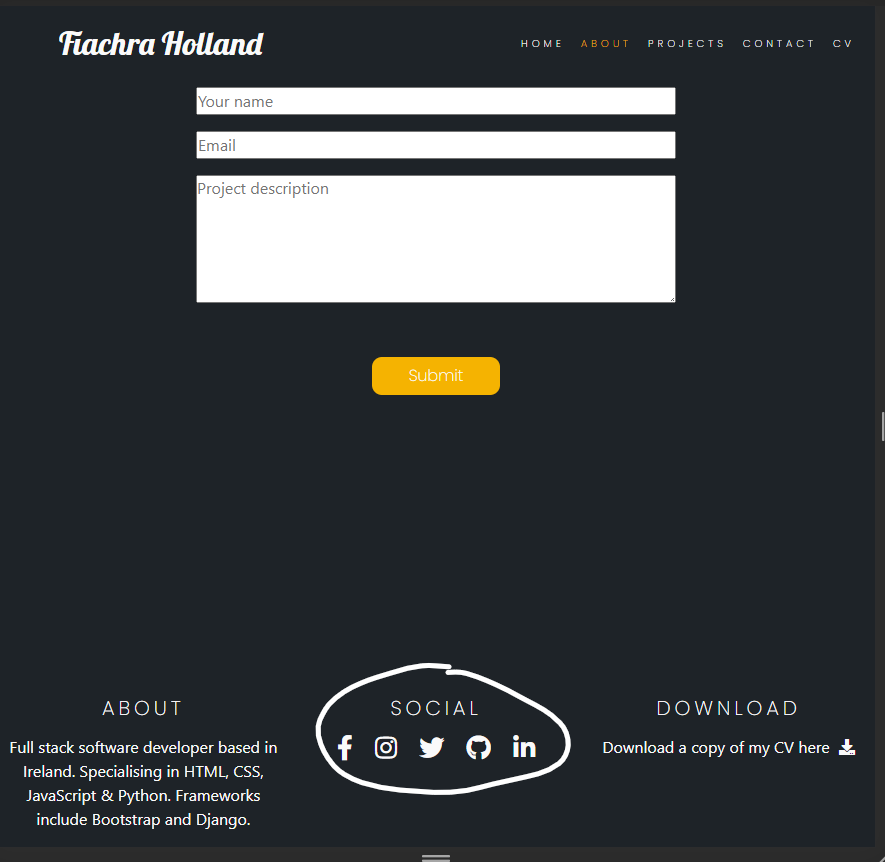 Fiachra Holland
HOME ABOUT PROJECTS CONTACT CV
Your name
Email
Project description
Submit
ABOUT
Full stack software developer based in
Ireland. Specialising in HTML, CSS,
JavaScript & Python. Frameworks
include Bootstrap and Django.
SOCIAL
DOWNLOAD
Download a copy of my CV here